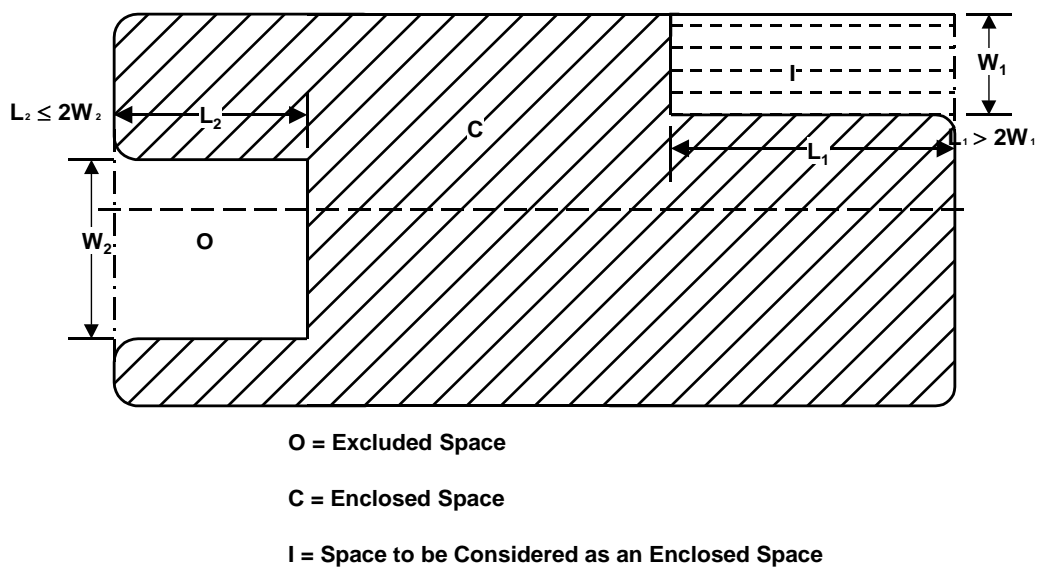 I
W₁
L₂ ≤ 2W₂
L₂
C
L₁ > 2W₁
L₁
W₂
O
O = Excluded Space
C = Enclosed Space
I = Space to be Considered as an Enclosed Space